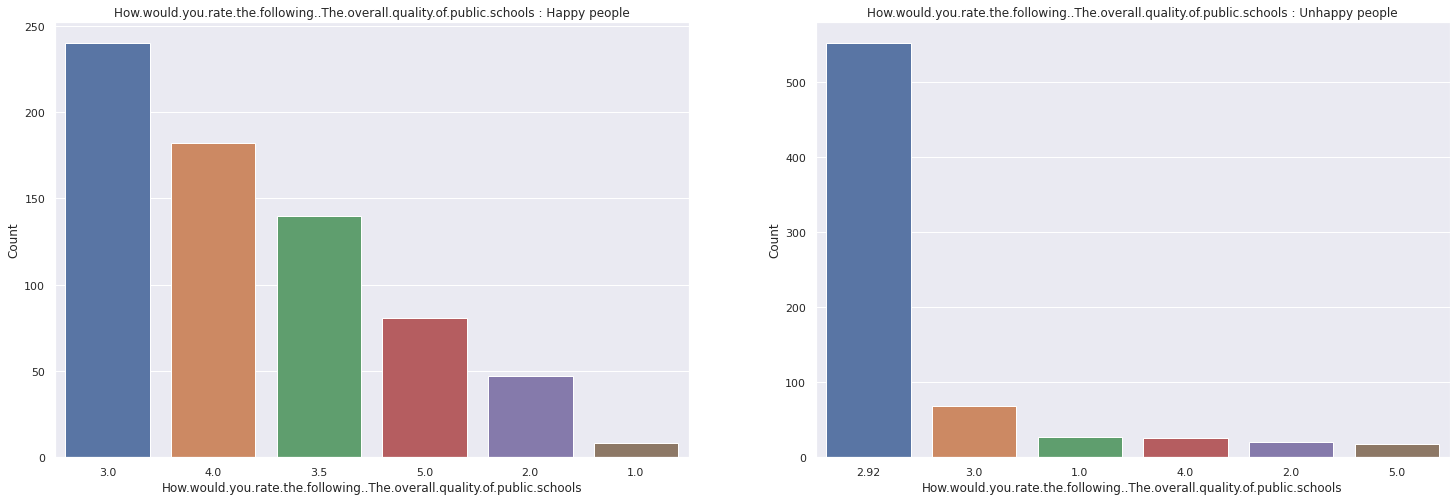 How.would.you.rate.the.following..The.overall.quality.of.public.schools : Happy people
250
200
150
100
50
0
Count
3.0 4.0 3.5 5.0 2.0 1.0
How.would.you.rate.the.following..The.overall.quality.of.public.schools
How.would.you.rate.the.following..The.overall.quality.of.public.schools : Unhappy people
500
400
300
200
100
0
Count
2.92 3.0 1.0 4.0 2.0 5.0
How.would.you.rate.the.following..The.overall.quality.of.public.schools